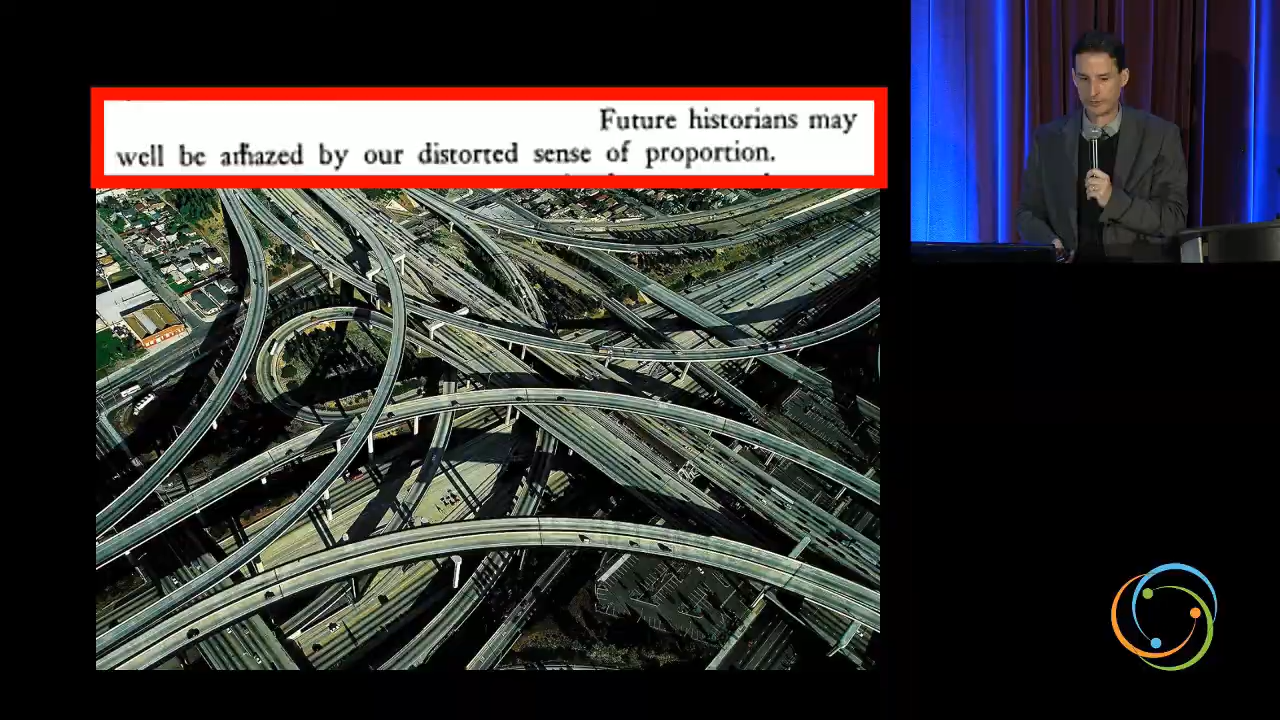 Future historians may
well be amazed by our distorted sense of proportion.